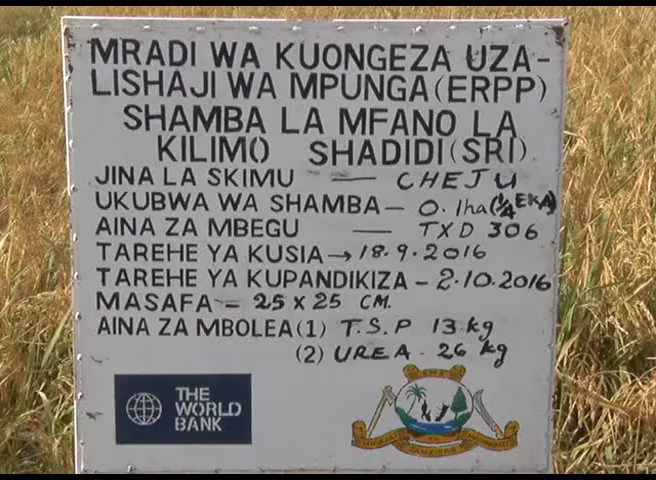 MRADI WA KUONGEZA UZA-
LISHAJI WA MPUNGA (ERPP)
SHAMBA LA MFANO LA
KILIMO SHADIDI (SRI)
JINA LA SKIMU — CHEJU
UKUBWA WA SHAMBA - 0.1ha (1/4 EKA)
AINA ZA MBEGU — TXD 306
TAREHE YA KUSIA → 18.9.2016
TAREHE YA KUPANDIKIZA - 2.10.2016
MASAFA - 25 x 25 CM.
AINA ZA MBOLEA (1) T.S.P 13 kg
(2) UREA - 26 kg
THE
WORLD
BANK